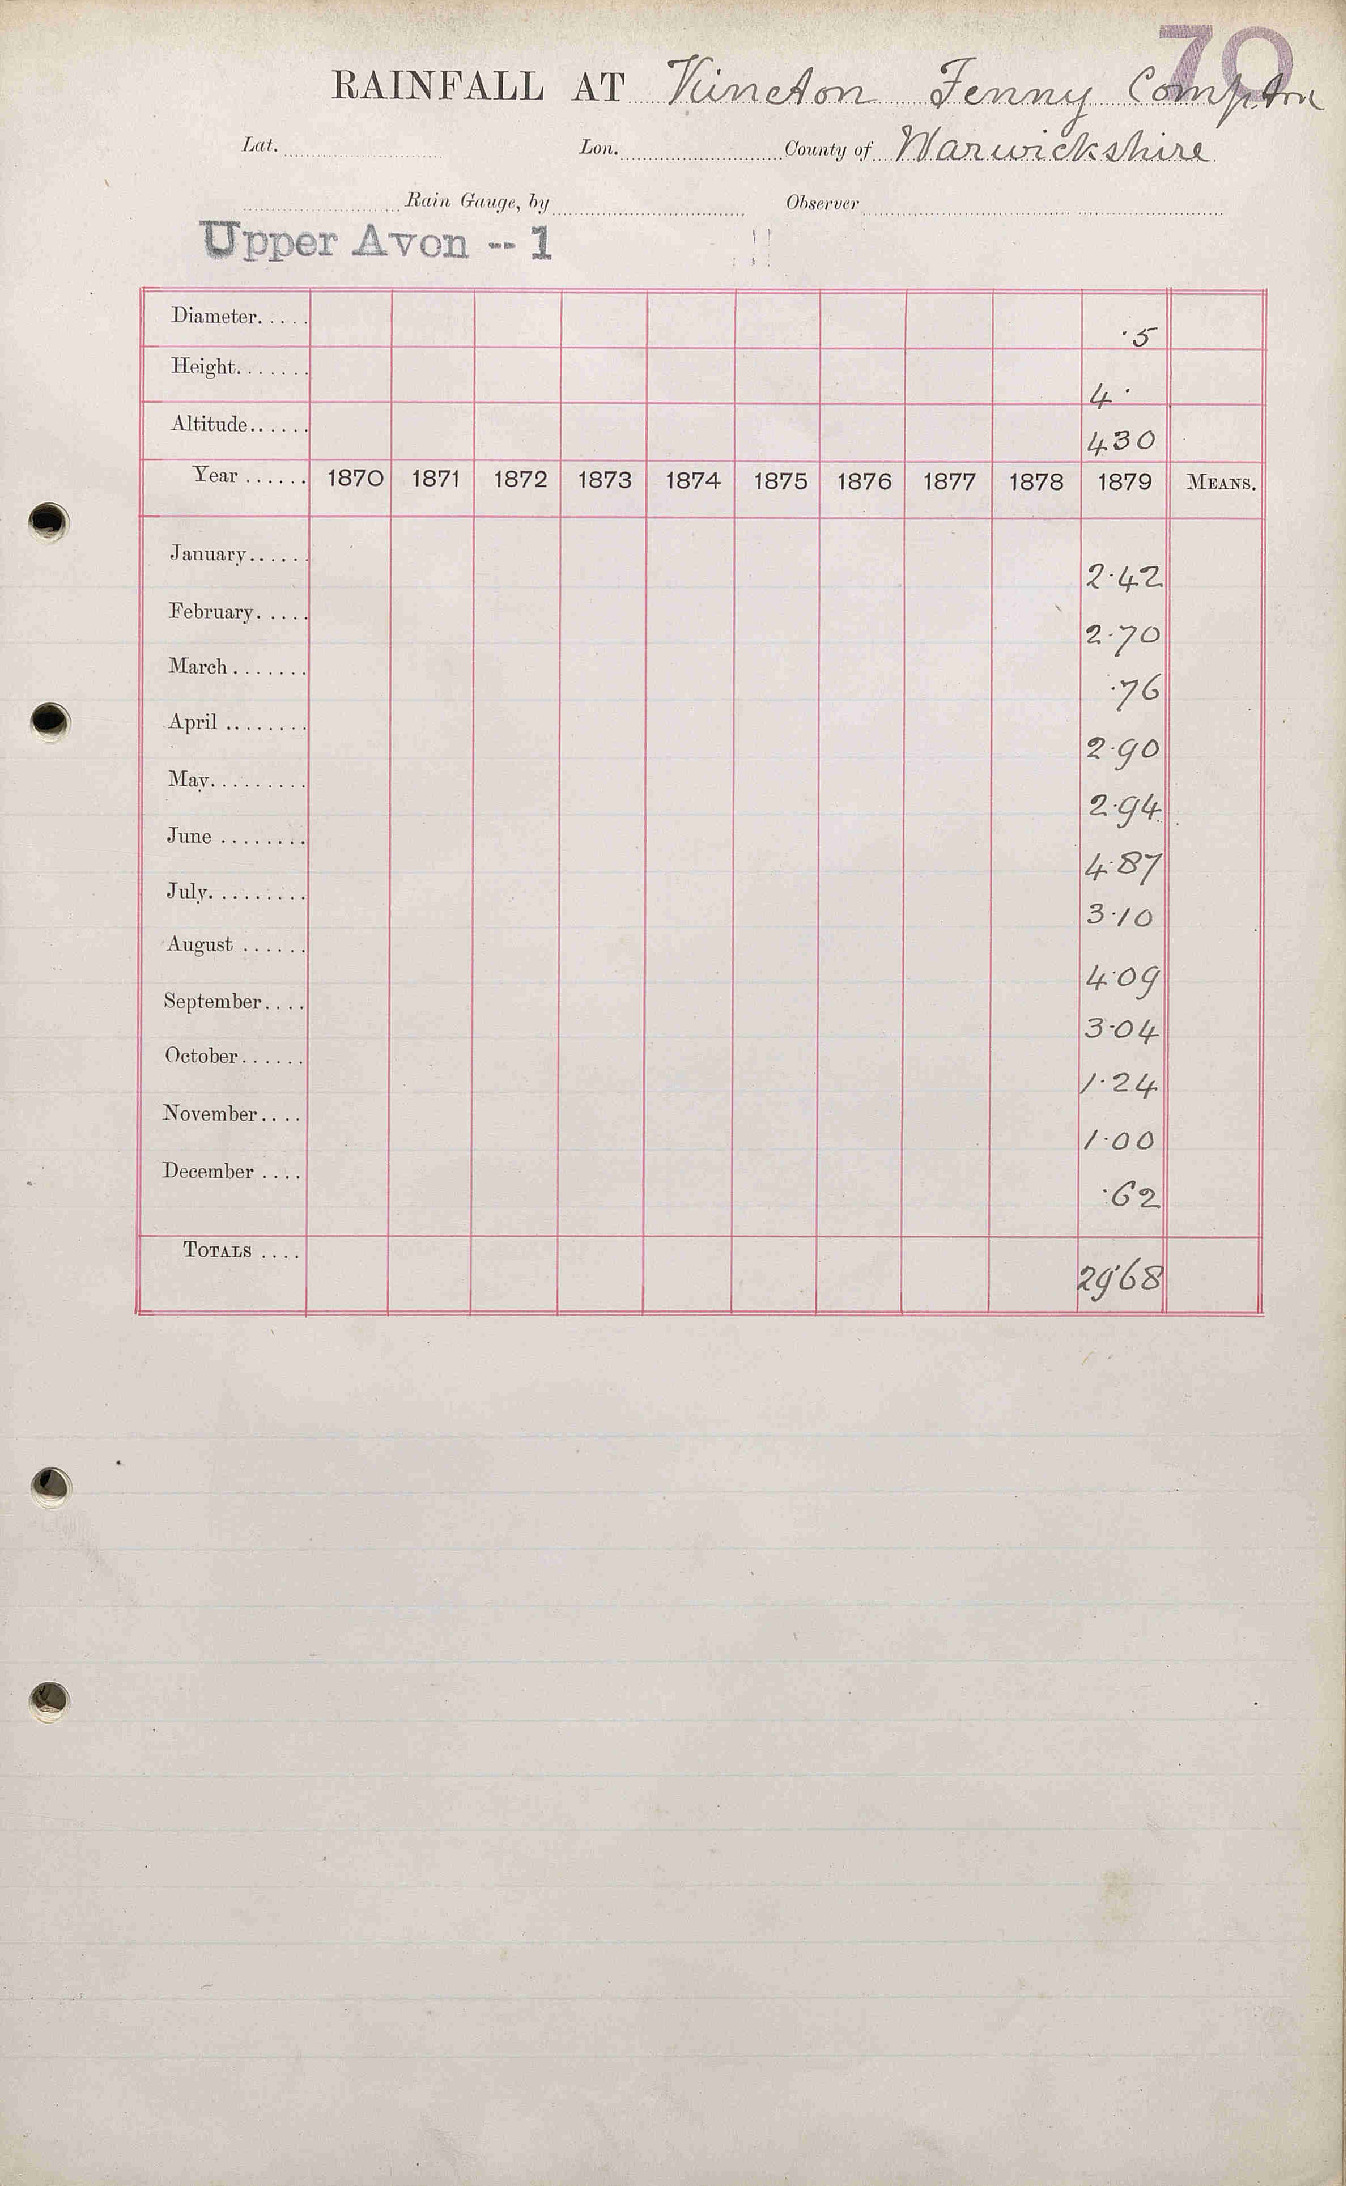 70
RAINFALL AT Kineton Fenny Compton
Lat. Lon. County of Warwickshire
Rain Gauge, by Observer
Upper Avon -- 1
Diameter..... ·5
Height....... 4·
Altitude...... 430
Year ...... 1870 1871 1872 1873 1874 1875 1876 1877 1878 1879 MEANS.
January...... 2·42
February..... 2·70
March....... ·76
April ........ 2·90
May......... 2·94
June ........ 4·87
July......... 3·10
August ...... 4·09
September.... 3·04
October...... 1·24
November.... 1·00
December .... ·62
TOTALS .... 29·68